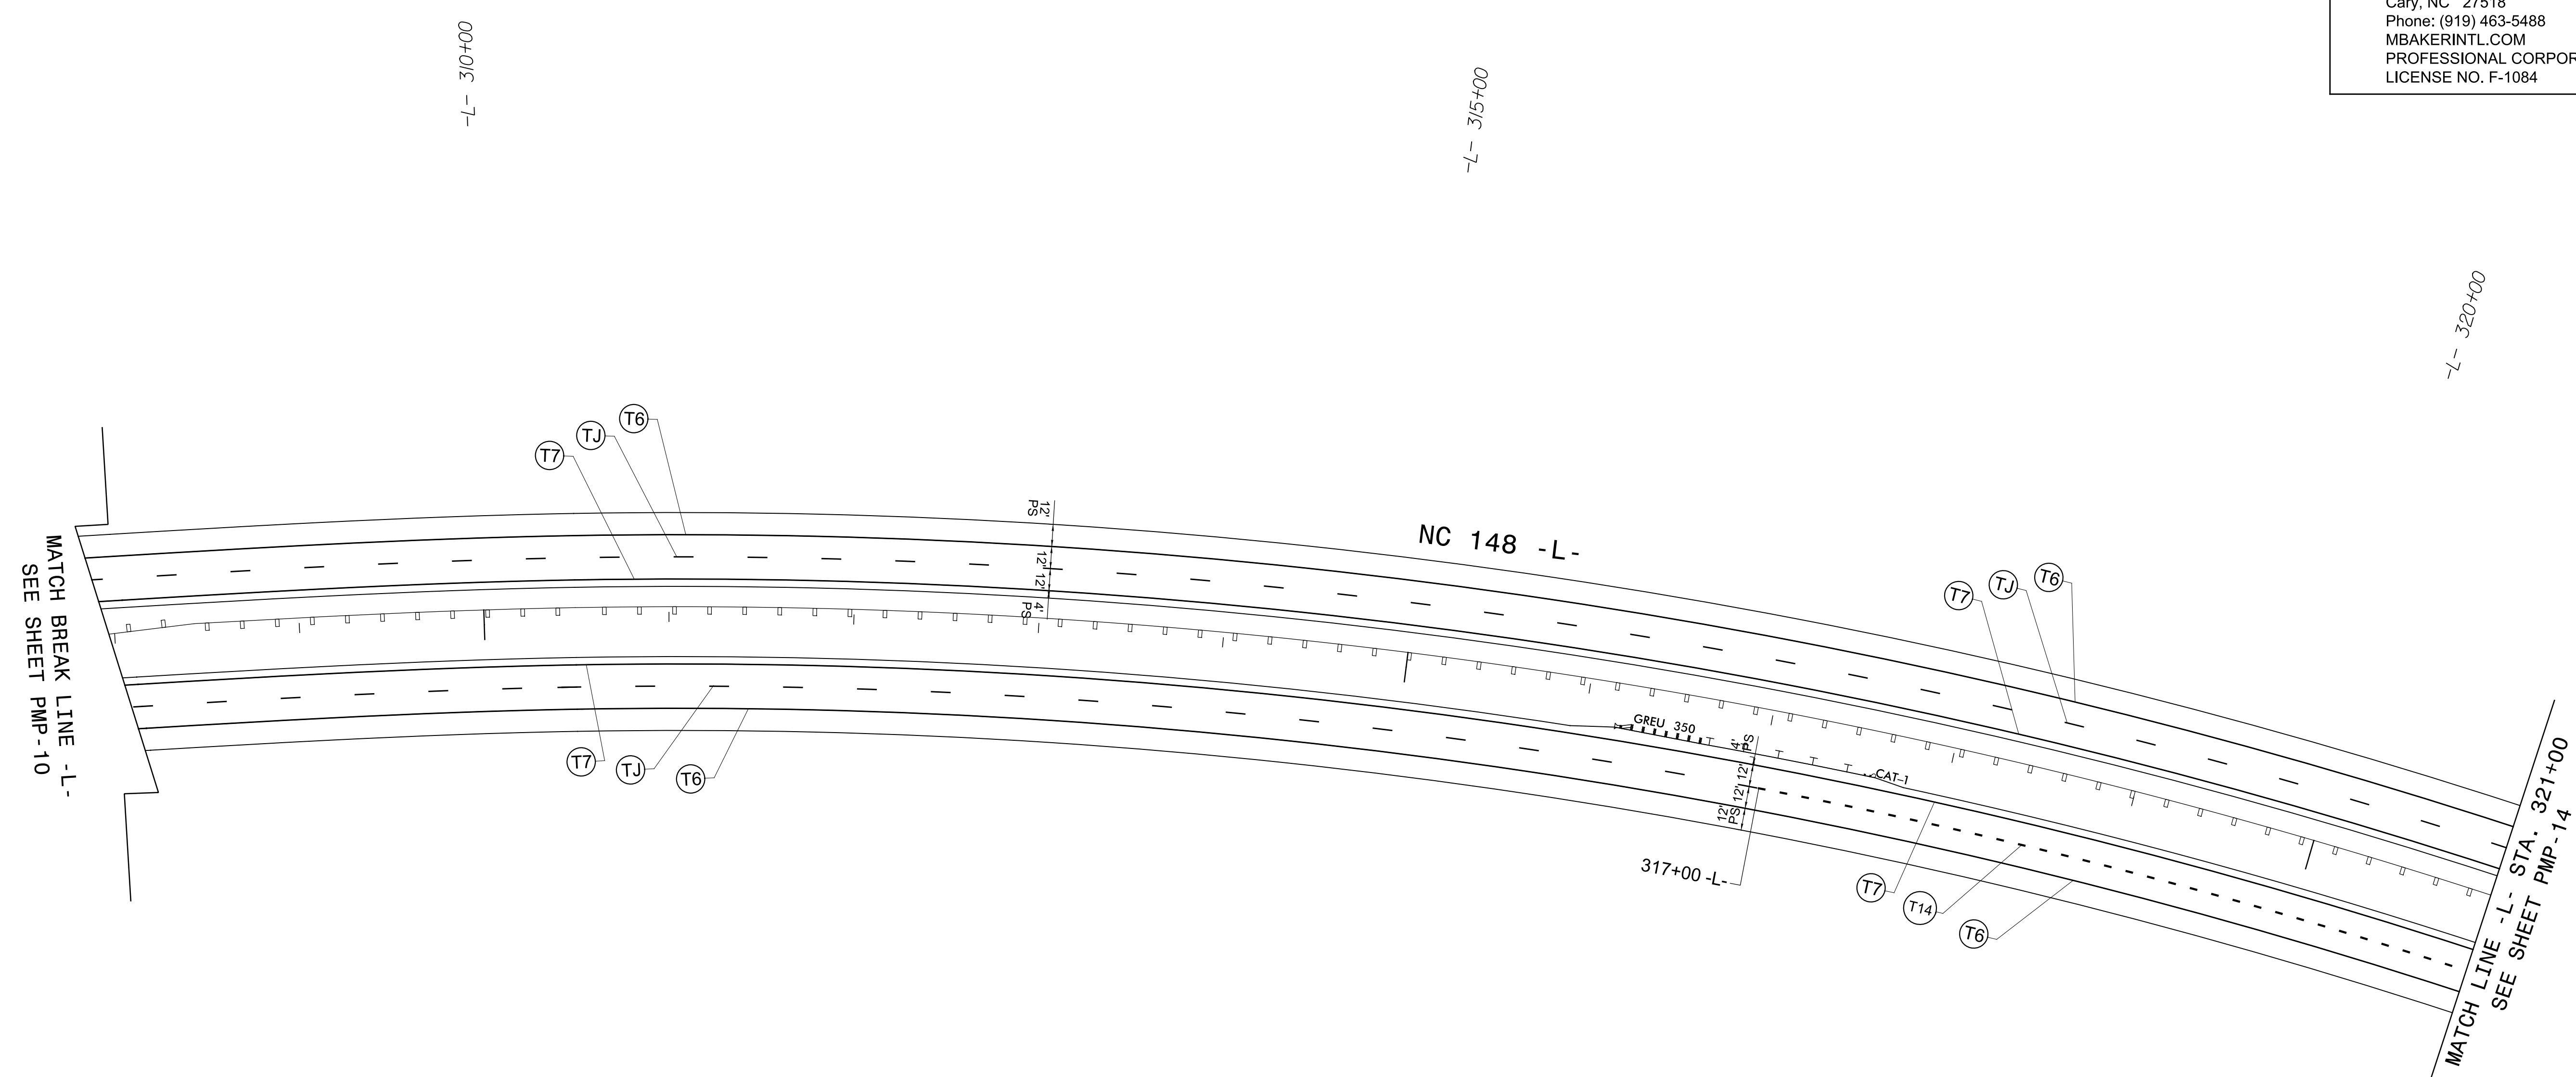 Cary, NC 27518
Phone: (919) 463-5488
MBAKERINTL.COM
PROFESSIONAL CORPOR
LICENSE NO. F-1084
-L- 310+00
-L- 315+00
-L- 320+00
T6
TJ
T7
12'
PS
12'
12'
4'
PS
NC 148 -L-
T6
TJ
T7
MATCH BREAK LINE -L-
SEE SHEET PMP-10
GREU 350
4'
PS
12'
12'
12'
PS
CAT-1
T7
TJ
T6
317+00 -L-
T7
T14
T6
MATCH LINE -L- STA. 321+00
SEE SHEET PMP-14